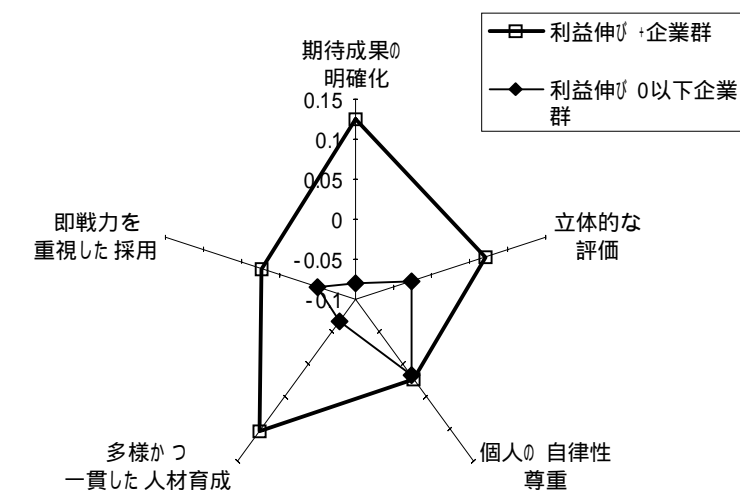 利益伸び +企業群
利益伸び 0以下企業
群
期待成果の
明確化
0.15
0.1
0.05
0
-0.05
-0.1
立体的な
評価
個人の 自律性
尊重
多様かつ
一貫した 人材育成
即戦力を
重視した 採用